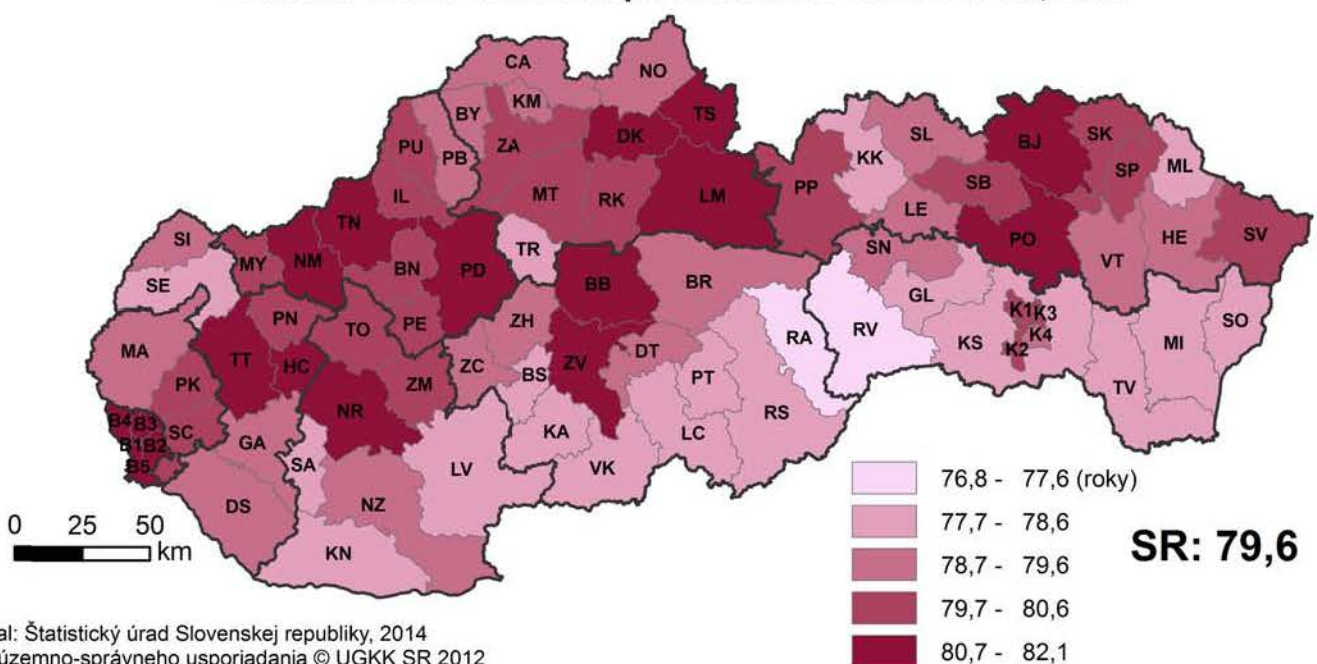 CA
NO
BY
KM
TS
PU
PB
ZA
DK
KK
SL
BJ
SK
SP
ML
IL
MT
RK
LM
PP
SB
LE
TN
SI
MY
NM
BN
PD
TR
BB
BR
SN
PO
VT
HE
SV
SE
PN
TO
PE
ZH
GL
RA
RV
KS
K1
K3
K4
K2
SO
MI
TV
MA
TT
HC
PK
ZM
ZC
BS
ZV
DT
PT
RS
B4
B3
B1
B2
B5
SC
NR
GA
SA
LV
KA
LC
VK
DS
NZ
KN
0 25 50
km
76,8 - 77,6 (roky)
77,7 - 78,6
78,7 - 79,6
79,7 - 80,6
80,7 - 82,1
SR: 79,6
al: Štatistický úrad Slovenskej republiky, 2014
územno-správneho usporiadania © UGKK SR 2012